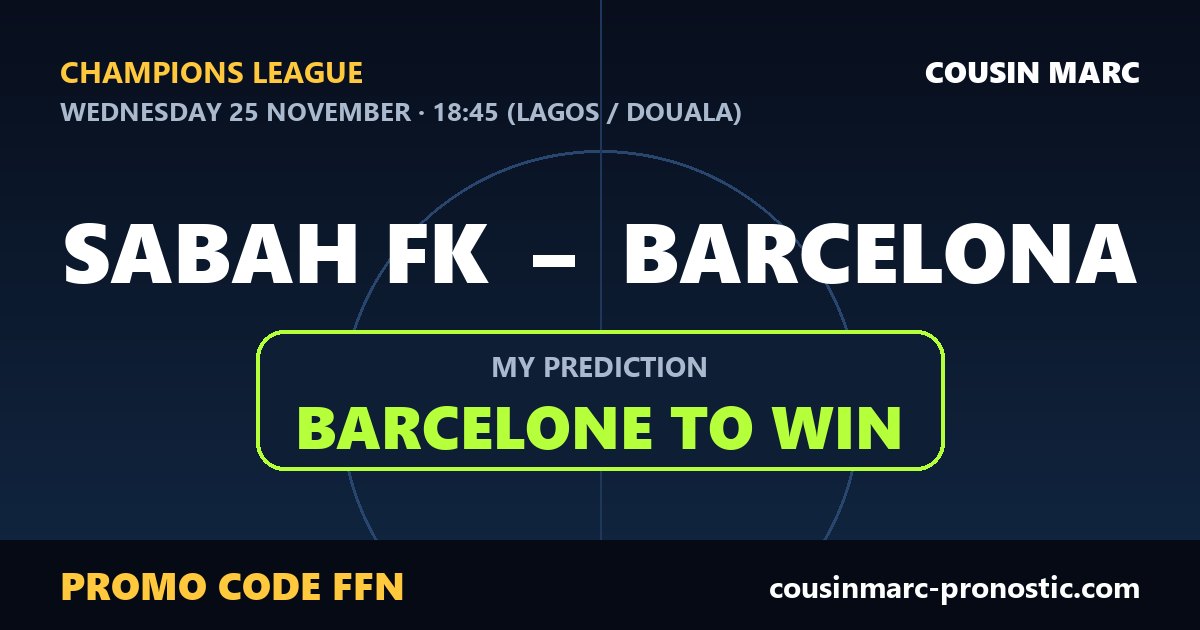 CHAMPIONS LEAGUE
COUSIN MARC
WEDNESDAY 25 NOVEMBER · 18:45 (LAGOS / DOUALA)
SABAH FK – BARCELONA
MY PREDICTION
BARCELONE TO WIN
PROMO CODE FFN
cousinmarc-pronostic.com